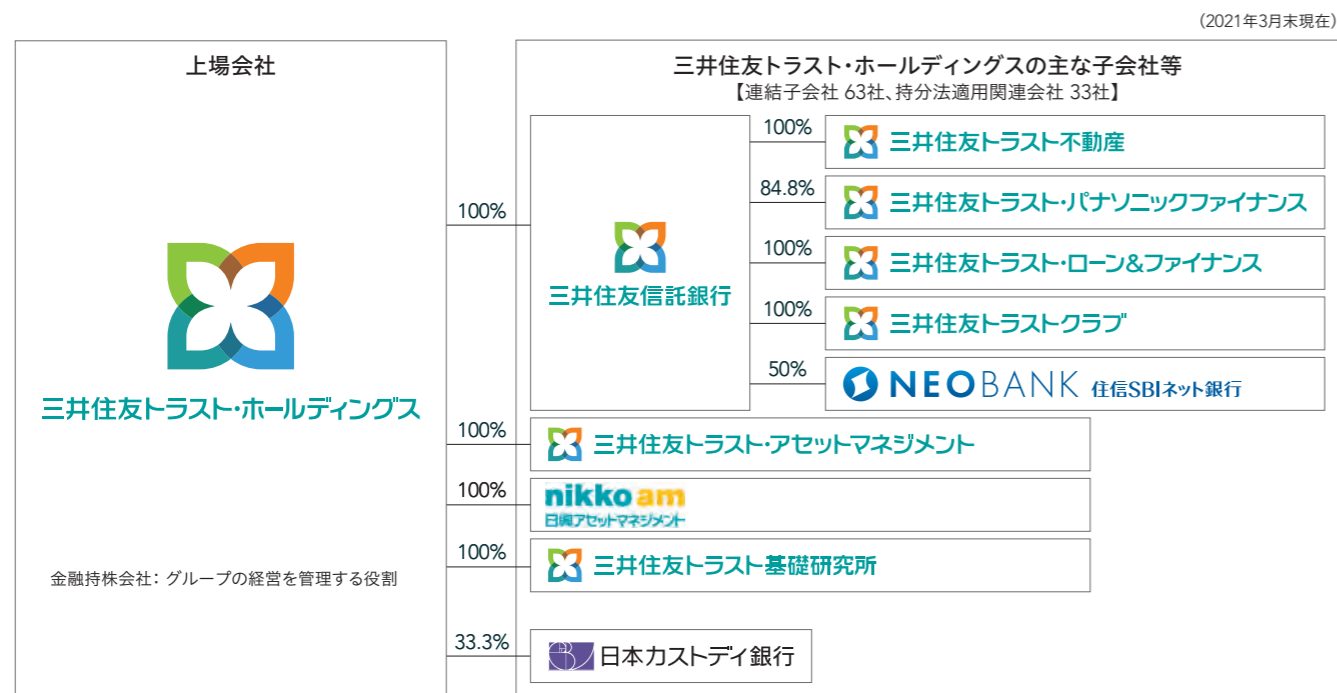 (2021年3月末現在)
上場会社
三井住友トラスト・ホールディングス
金融持株会社：グループの経営を管理する役割
三井住友トラスト・ホールディングスの主な子会社等
【連結子会社 63社、持分法適用関連会社 33社】
100%
三井住友信託銀行
100%
三井住友トラスト不動産
84.8%
三井住友トラスト・パナソニックファイナンス
100%
三井住友トラスト・ローン&ファイナンス
100%
三井住友トラストクラブ
50%
NEOBANK 住信SBIネット銀行
100%
三井住友トラスト・アセットマネジメント
100%
nikko am
日興アセットマネジメント
100%
三井住友トラスト基礎研究所
33.3%
日本カストディ銀行